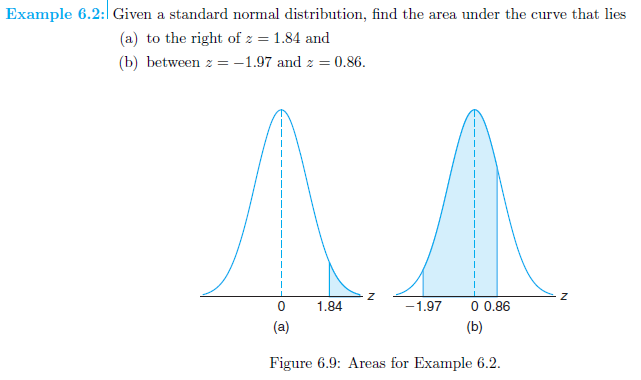 Example 6.2: Given a standard normal distribution, find the area under the curve that lies
(a) to the right of z = 1.84 and
(b) between z = −1.97 and z = 0.86.
0 1.84 z
(a)
−1.97 0 0.86 z
(b)
Figure 6.9: Areas for Example 6.2.